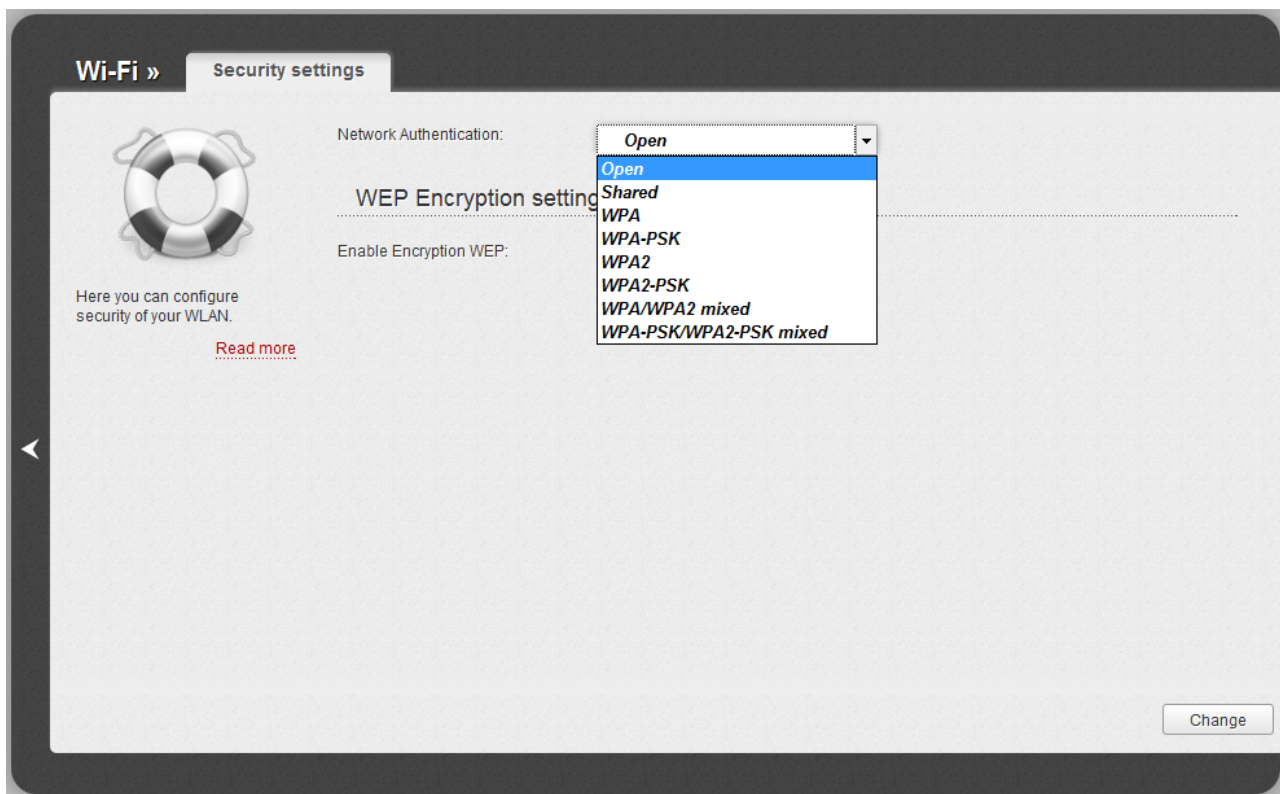 Wi-Fi »
Security settings
Network Authentication:
Open
Open
Shared
WPA
WPA-PSK
WPA2
WPA2-PSK
WPA/WPA2 mixed
WPA-PSK/WPA2-PSK mixed
WEP Encryption setting
Enable Encryption WEP:
Here you can configure
security of your WLAN.
Read more
Change